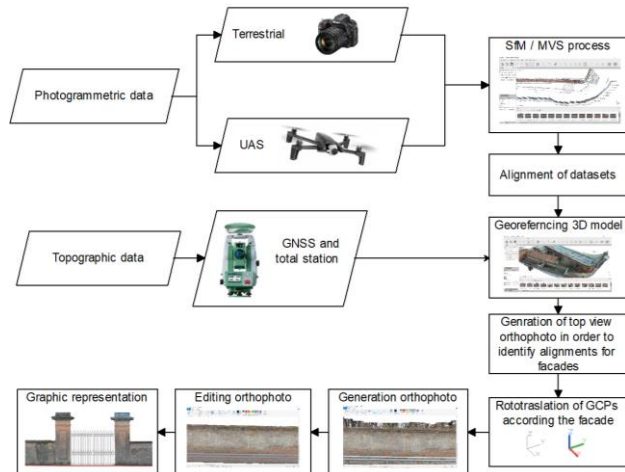 Terrestrial
SfM / MVS process
Photogrammetric data
UAS
Alignment of datasets
Georeferncing 3D model
Topographic data
GNSS and
total station
Genration of top view
orthophoto in order to
identify alignments for
facades
Graphic representation
Editing orthophoto
Generation orthophoto
Rototraslation of GCPs
according the facade